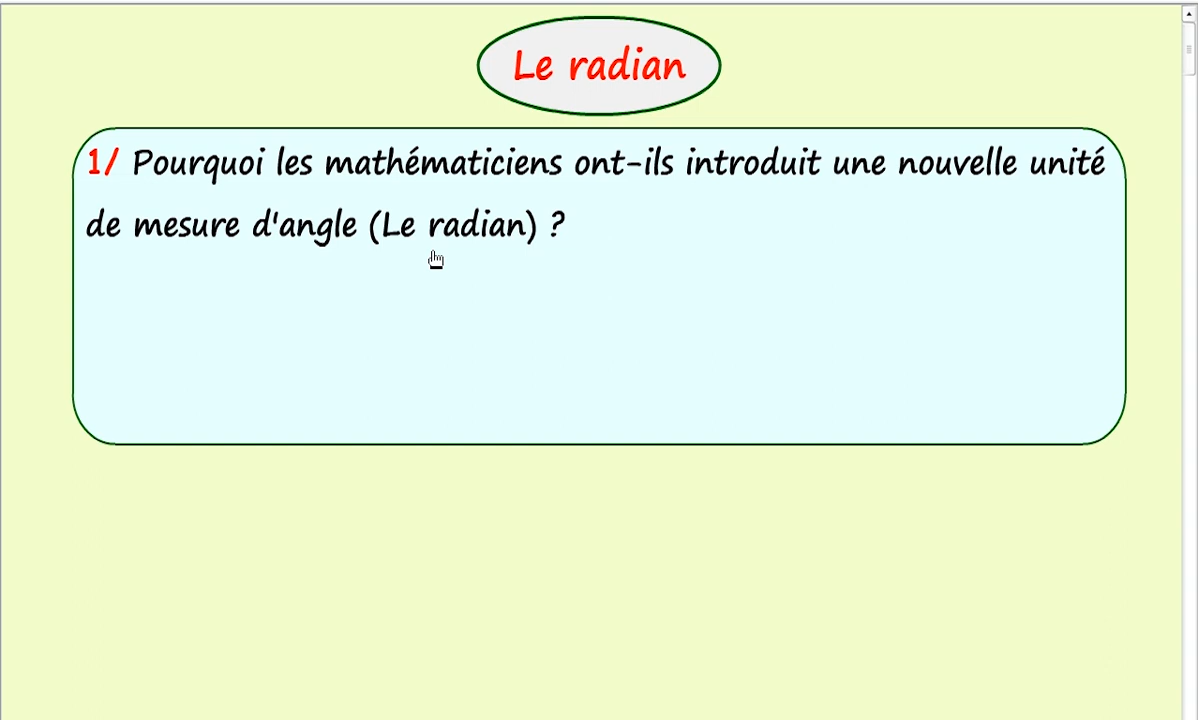 Le radian
1/ Pourquoi les mathématiciens ont-ils introduit une nouvelle unité
de mesure d'angle (Le radian) ?